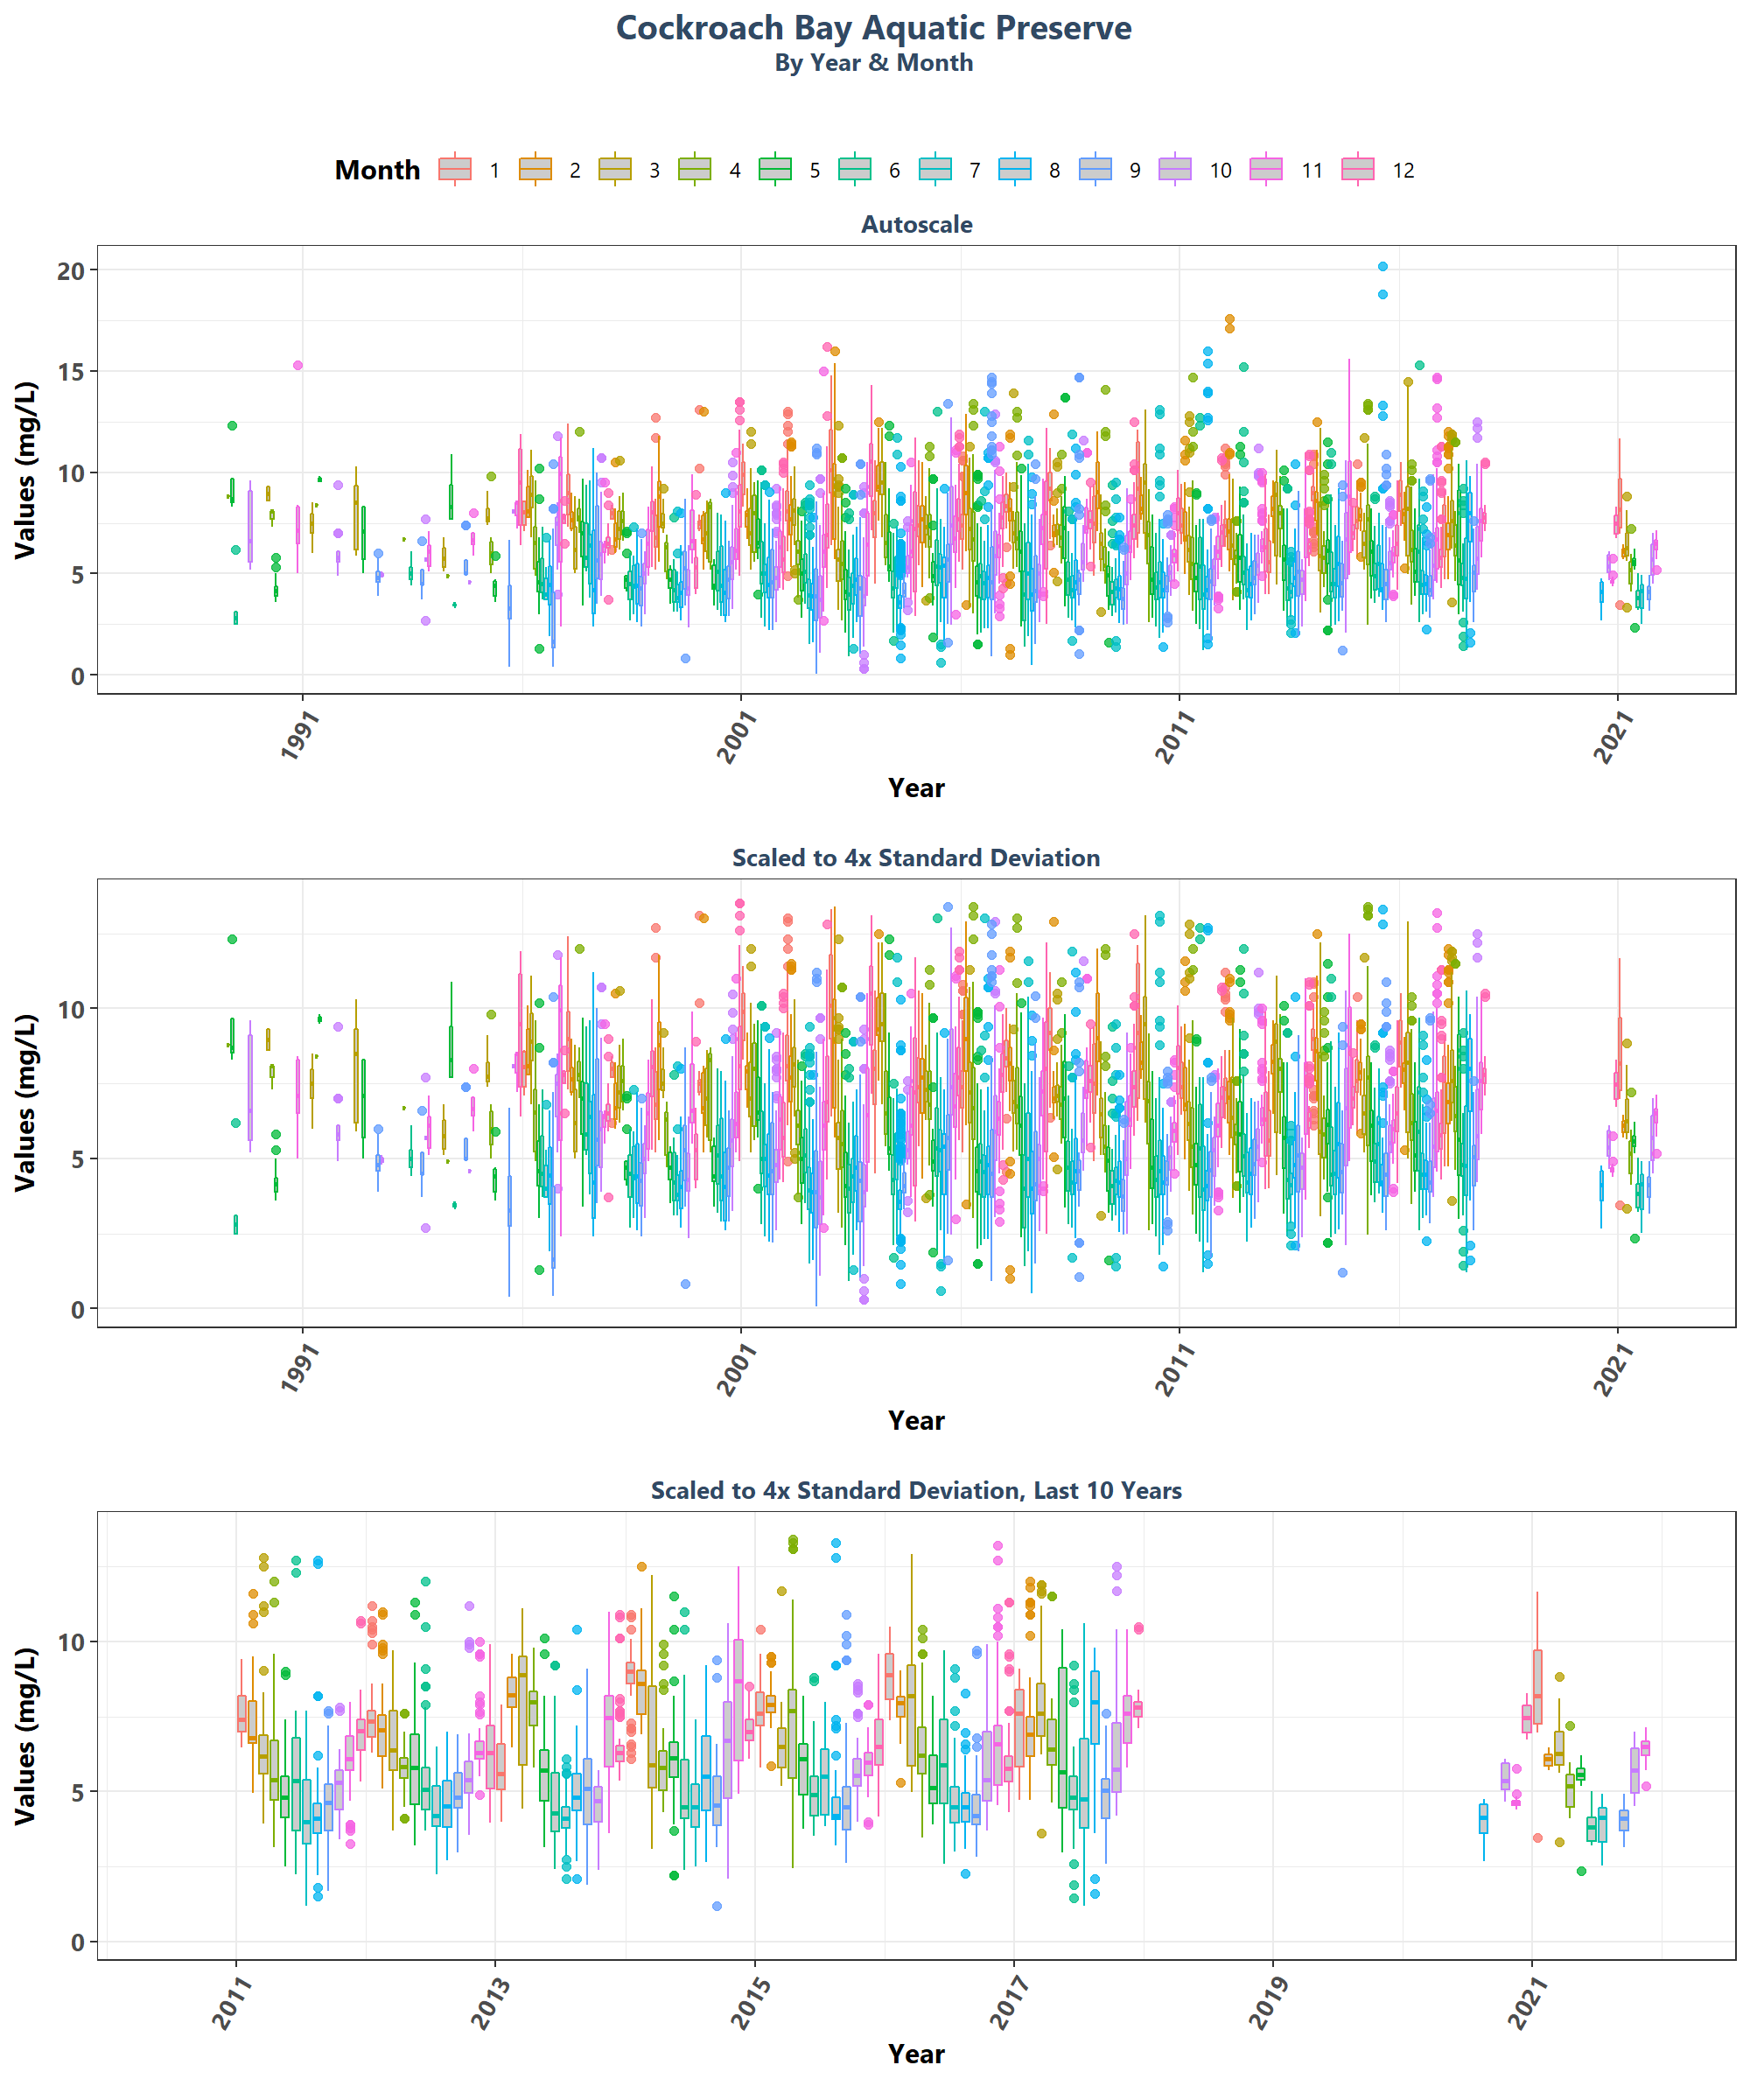 Cockroach Bay Aquatic Preserve
By Year & Month
Month 1 2 3 4 5 6 7 8 9 10 11 12
Autoscale
Values (mg/L)
20
15
10
5
0
1991 2001 2011 2021
Year
Scaled to 4x Standard Deviation
Values (mg/L)
10
5
0
1991 2001 2011 2021
Year
Scaled to 4x Standard Deviation, Last 10 Years
Values (mg/L)
10
5
0
2011 2013 2015 2017 2019 2021
Year